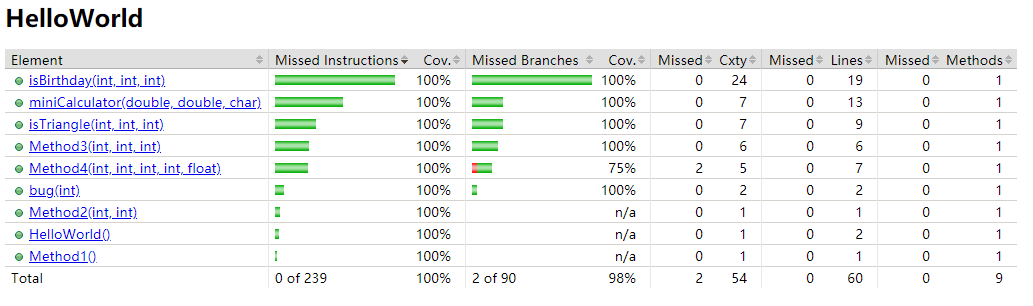 HelloWorld
Element Missed Instructions Cov. Missed Branches Cov. Missed Cxty Missed Lines Missed Methods
isBirthday(int, int, int) 100% 100% 0 24 0 19 0 1
miniCalculator(double, double, char) 100% 100% 0 7 0 13 0 1
isTriangle(int, int, int) 100% 100% 0 7 0 9 0 1
Method3(int, int, int) 100% 100% 0 6 0 6 0 1
Method4(int, int, int, int, float) 100% 75% 2 5 0 7 0 1
bug(int) 100% 100% 0 2 0 2 0 1
Method2(int, int) 100% n/a 0 1 0 1 0 1
HelloWorld() 100% n/a 0 1 0 2 0 1
Method1() 100% n/a 0 1 0 1 0 1
Total 0 of 239 100% 2 of 90 98% 2 54 0 60 0 9